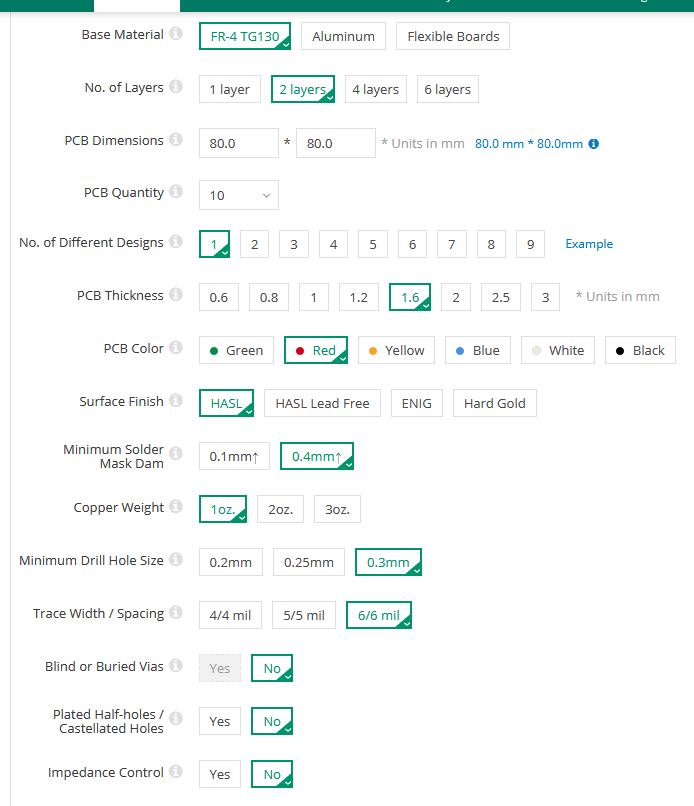 Base Material FR-4 TG130 Aluminum Flexible Boards
No. of Layers 1 layer 2 layers 4 layers 6 layers
PCB Dimensions 80.0 * 80.0 * Units in mm 80.0 mm * 80.0mm
PCB Quantity 10
No. of Different Designs 1 2 3 4 5 6 7 8 9 Example
PCB Thickness 0.6 0.8 1 1.2 1.6 2 2.5 3 * Units in mm
PCB Color Green Red Yellow Blue White Black
Surface Finish HASL HASL Lead Free ENIG Hard Gold
Minimum Solder
Mask Dam 0.1mm↑ 0.4mm↑
Copper Weight 1oz. 2oz. 3oz.
Minimum Drill Hole Size 0.2mm 0.25mm 0.3mm
Trace Width / Spacing 4/4 mil 5/5 mil 6/6 mil
Blind or Buried Vias Yes No
Plated Half-holes /
Castellated Holes Yes No
Impedance Control Yes No